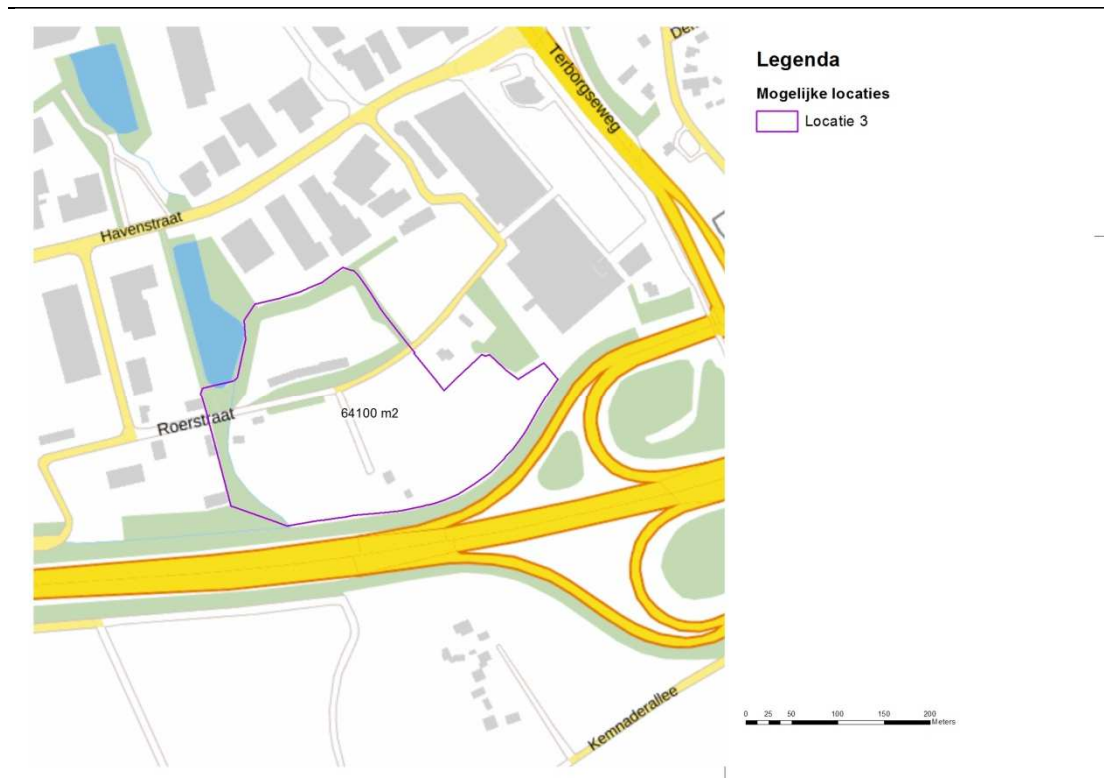 Terborgseweg
Havenstraat
Roerstraat
64100 m2
Kemnaderallee
Legenda
Mogelijke locaties
Locatie 3
0 25 50 100 150 200
Meters